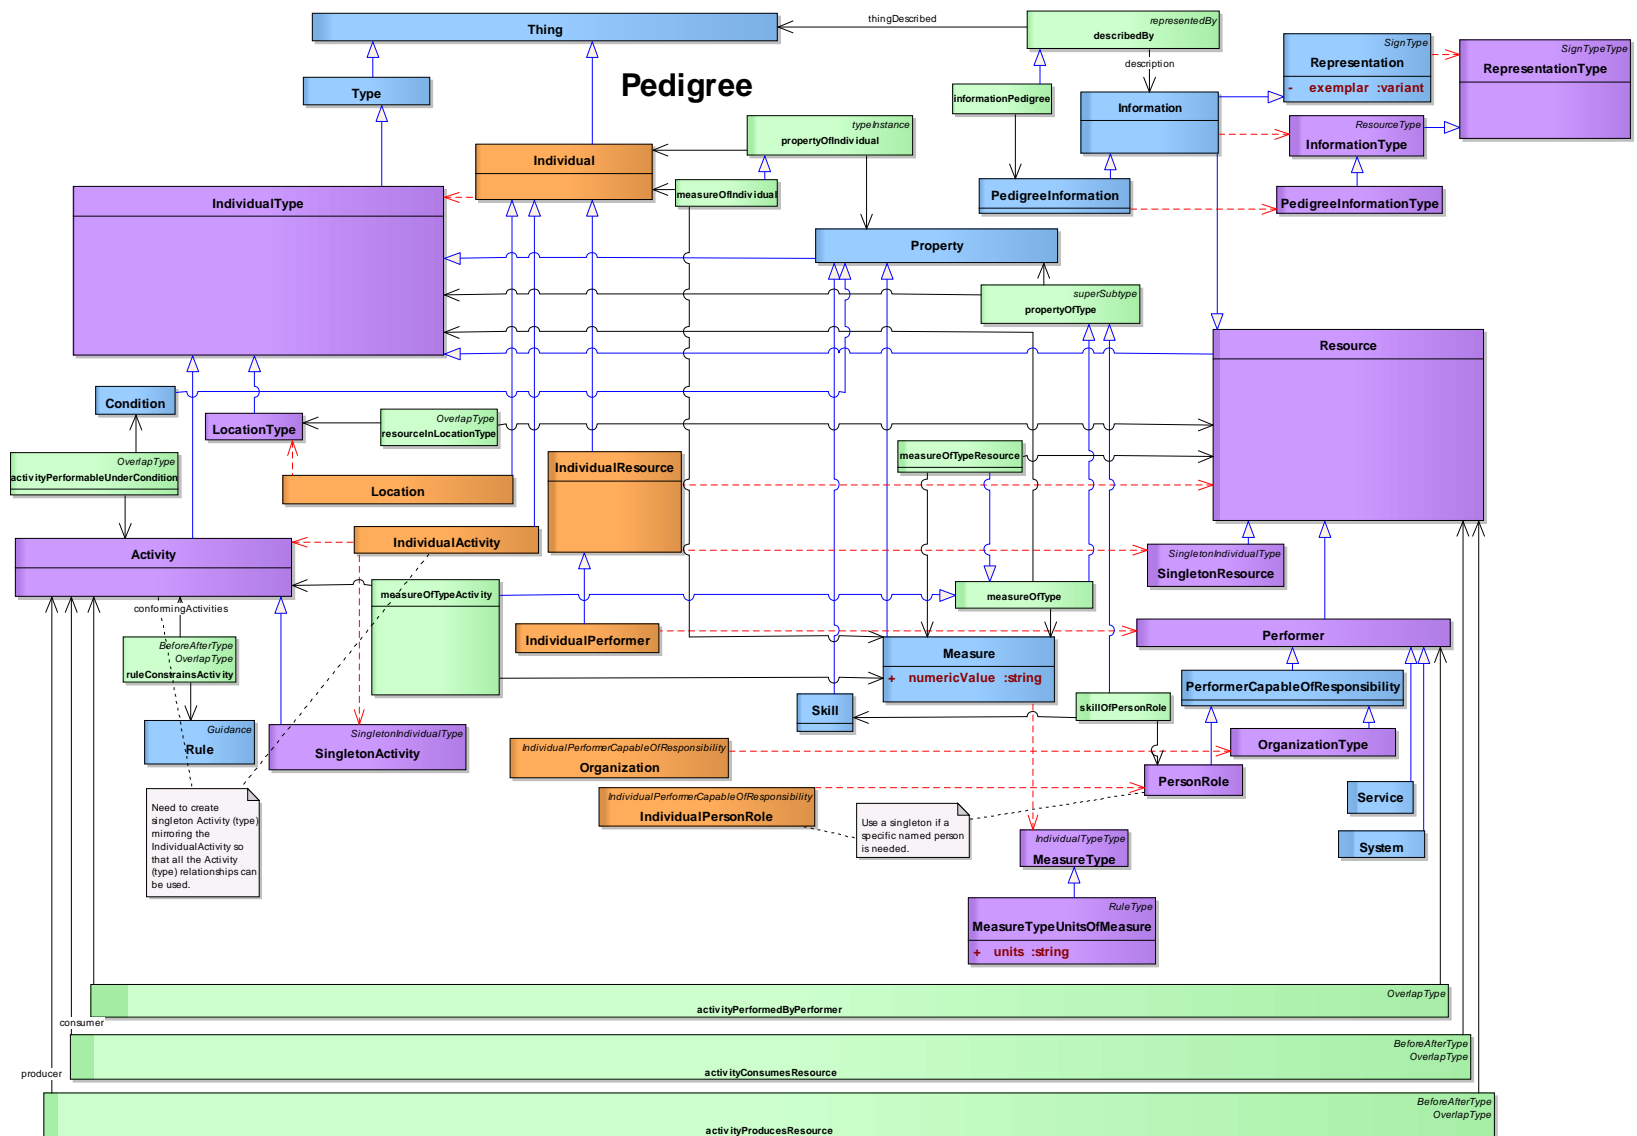 Thing
thingDescribed
representedBy
describedBy
description
SignType
Representation
- exemplar :variant
SignTypeType
RepresentationType
Pedigree
Type
informationPedigree
Information
ResourceType
InformationType
typeInstance
propertyOfIndividual
Individual
measureOfIndividual
PedigreeInformation
PedigreeInformationType
IndividualType
Property
superSubtype
propertyOfType
Resource
Condition
LocationType
OverlapType
resourceInLocationType
OverlapType
activityPerformableUnderCondition
Location
IndividualResource
measureOfTypeResource
Activity
IndividualActivity
SingletonIndividualType
SingletonResource
measureOfTypeActivity
measureOfType
conformingActivities
BeforeAfterType
OverlapType
ruleConstrainsActivity
IndividualPerformer
Performer
Measure
+ numericValue :string
PerformerCapableOfResponsibility
Skill
skillOfPersonRole
Guidance
Rule
SingletonIndividualType
SingletonActivity
IndividualPerformerCapableOfResponsibility
Organization
OrganizationType
PersonRole
IndividualPerformerCapableOfResponsibility
IndividualPersonRole
Service
Need to create
singleton Activity (type)
mirroring the
IndividualActivity so
that all the Activity
(type) relationships can
be used.
Use a singleton if a
specific named person
is needed.
IndividualTypeType
MeasureType
System
RuleType
MeasureTypeUnitsOfMeasure
+ units :string
OverlapType
activityPerformedByPerformer
consumer
BeforeAfterType
OverlapType
activityConsumesResource
producer
BeforeAfterType
OverlapType
activityProducesResource